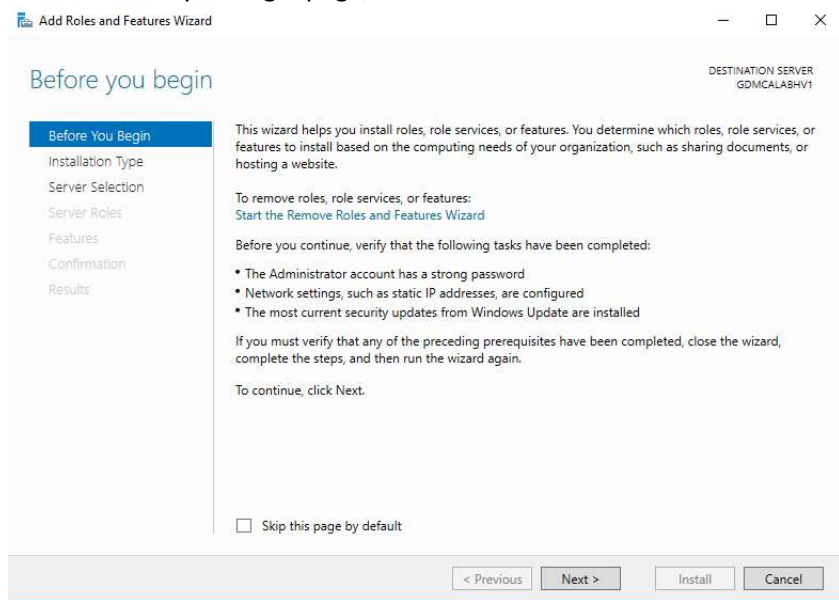 Add Roles and Features Wizard
Before you begin
DESTINATION SERVER
GDMCALABHV1
Before You Begin
Installation Type
Server Selection
Server Roles
Features
Confirmation
Results
This wizard helps you install roles, role services, or features. You determine which roles, role services, or
features to install based on the computing needs of your organization, such as sharing documents, or
hosting a website.
To remove roles, role services, or features:
Start the Remove Roles and Features Wizard
Before you continue, verify that the following tasks have been completed:
• The Administrator account has a strong password
• Network settings, such as static IP addresses, are configured
• The most current security updates from Windows Update are installed
If you must verify that any of the preceding prerequisites have been completed, close the wizard,
complete the steps, and then run the wizard again.
To continue, click Next.
Skip this page by default
< Previous
Next >
Install
Cancel